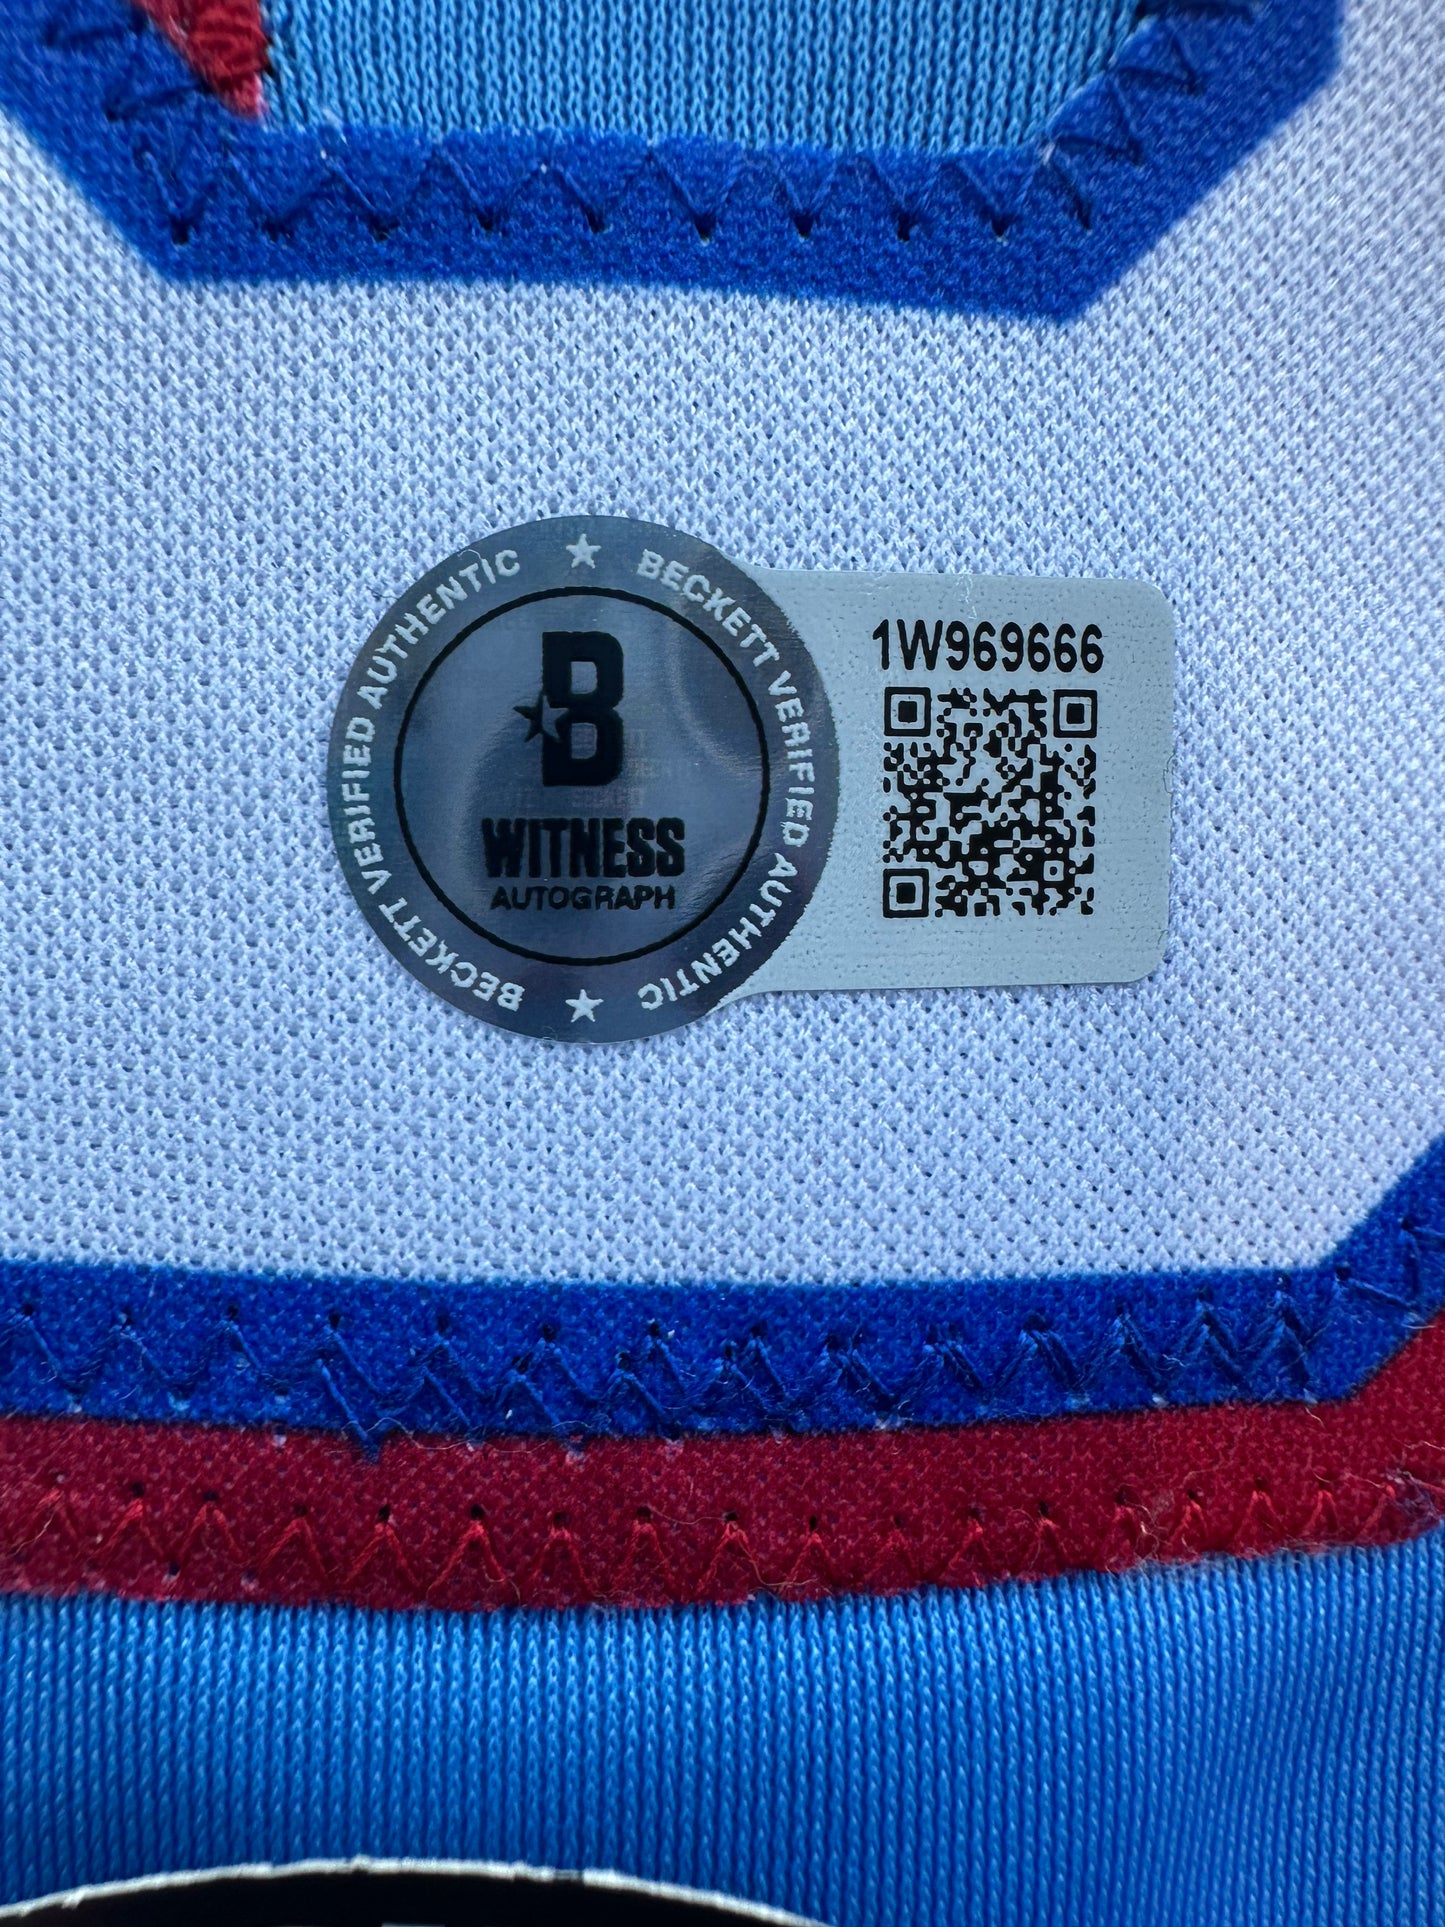 BECKETT VERIFIED AUTHENTIC ★ BECKETT VERIFIED AUTHENTIC ★
B
WITNESS
AUTOGRAPH
1W969666